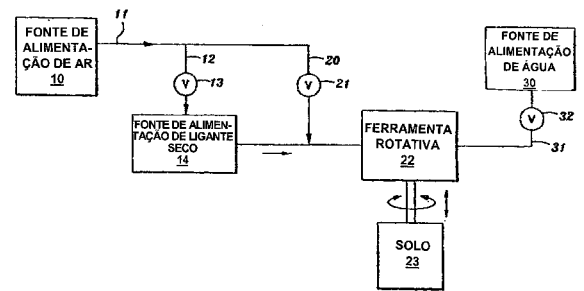 11
FONTE DE
ALIMENTA-
ÇÃO DE AR
10
12
V
13
20
V
21
FONTE DE ALIMEN-
TAÇÃO DE LIGANTE
SECO
14
FERRAMENTA
ROTATIVA
22
FONTE DE
ALIMENTAÇÃO
DE ÁGUA
30
V
32
31
SOLO
23